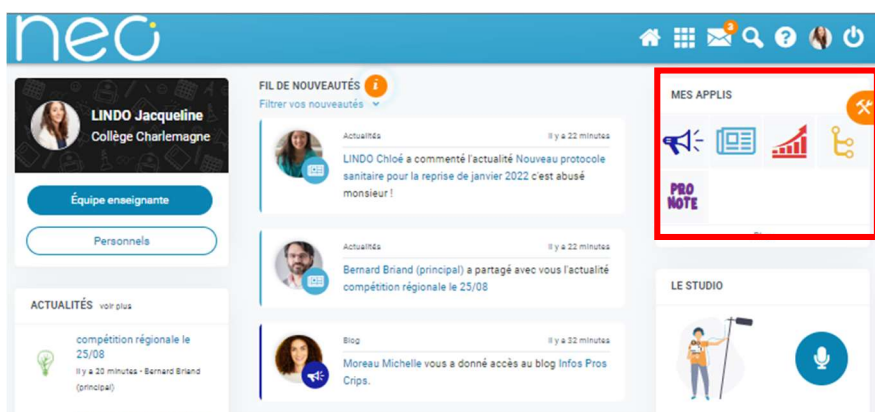 neo
3
LINDO Jacqueline
Collège Charlemagne
Équipe enseignante
Personnels
ACTUALITÉS voir plus
compétition régionale le
25/08
Il y a 20 minutes - Bernard Briand
(principal)
FIL DE NOUVEAUTÉS i
Filtrer vos nouveautés
Actualités Il y a 22 minutes
LINDO Chloé a commenté l'actualité Nouveau protocole
sanitaire pour la reprise de janvier 2022 c'est abusé
monsieur !
Actualités Il y a 22 minutes
Bernard Briand (principal) a partagé avec vous l'actualité
compétition régionale le 25/08
Blog Il y a 32 minutes
Moreau Michelle vous a donné accès au blog Infos Pros
Crips.
MES APPLIS
PRO
NOTE
LE STUDIO